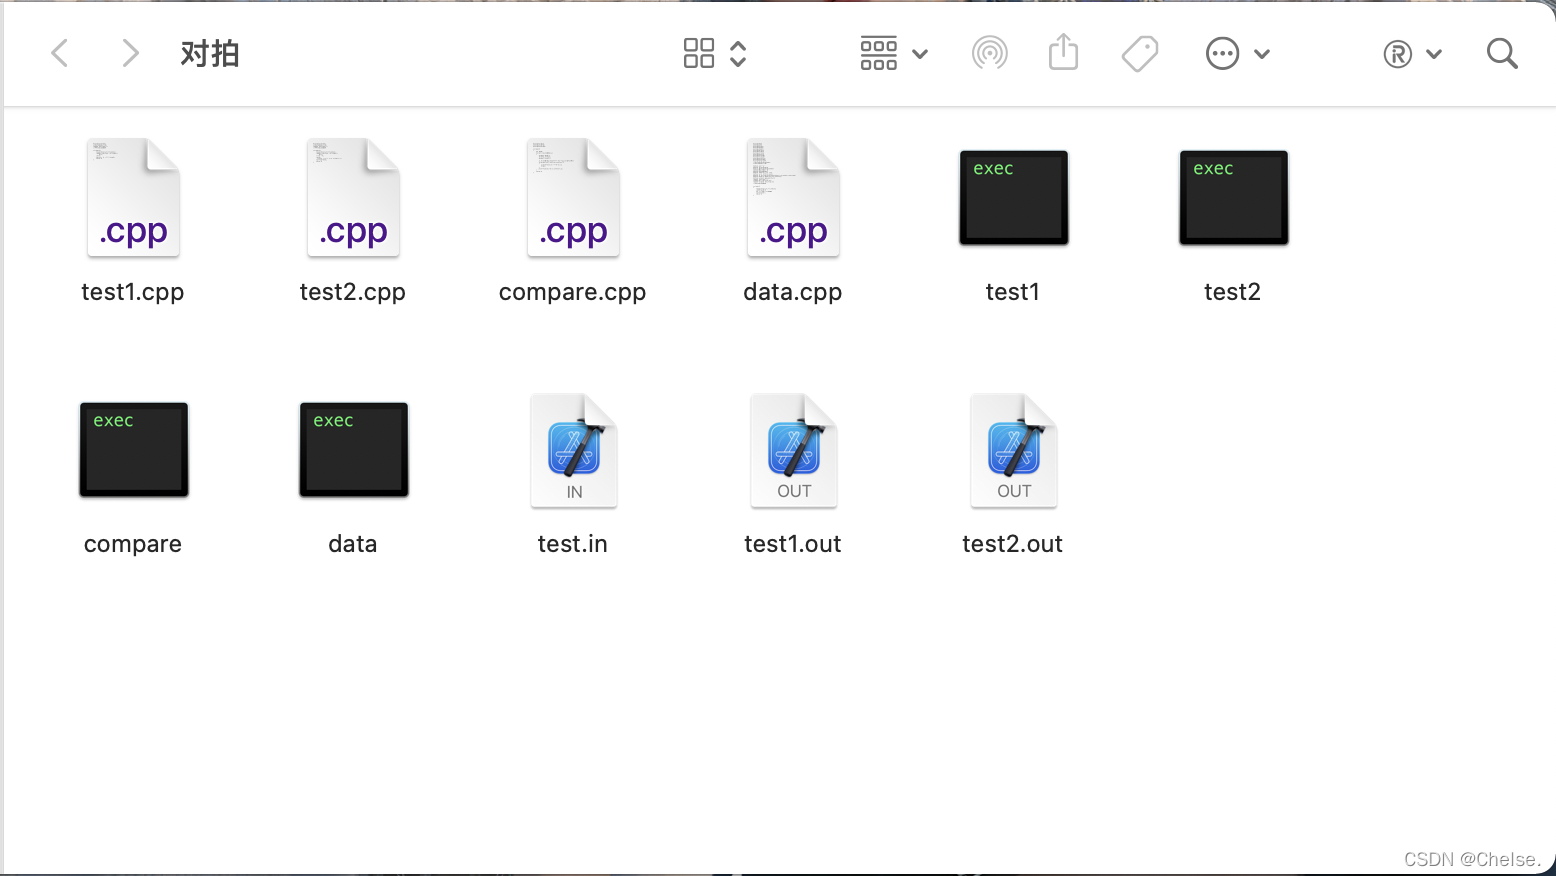 对拍
.cpp .cpp .cpp .cpp exec exec
test1.cpp test2.cpp compare.cpp data.cpp test1 test2
exec exec IN OUT OUT
compare data test.in test1.out test2.out
CSDN @Chelse.